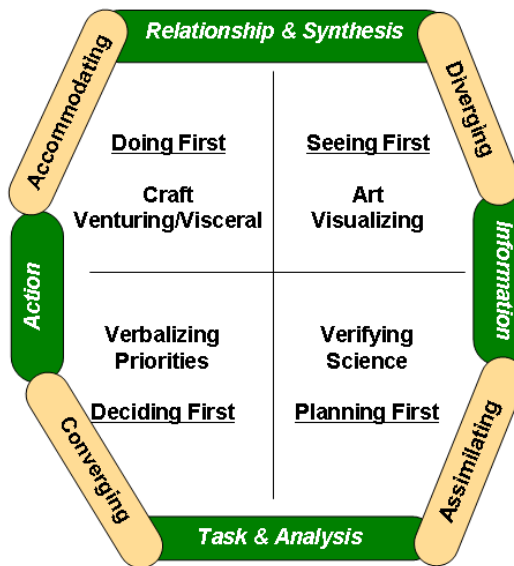 Relationship & Synthesis
Accommodating
Diverging
Doing First
Seeing First
Craft
Venturing/Visceral
Art
Visualizing
Action
Information
Verbalizing
Priorities
Verifying
Science
Deciding First
Planning First
Converging
Assimilating
Task & Analysis